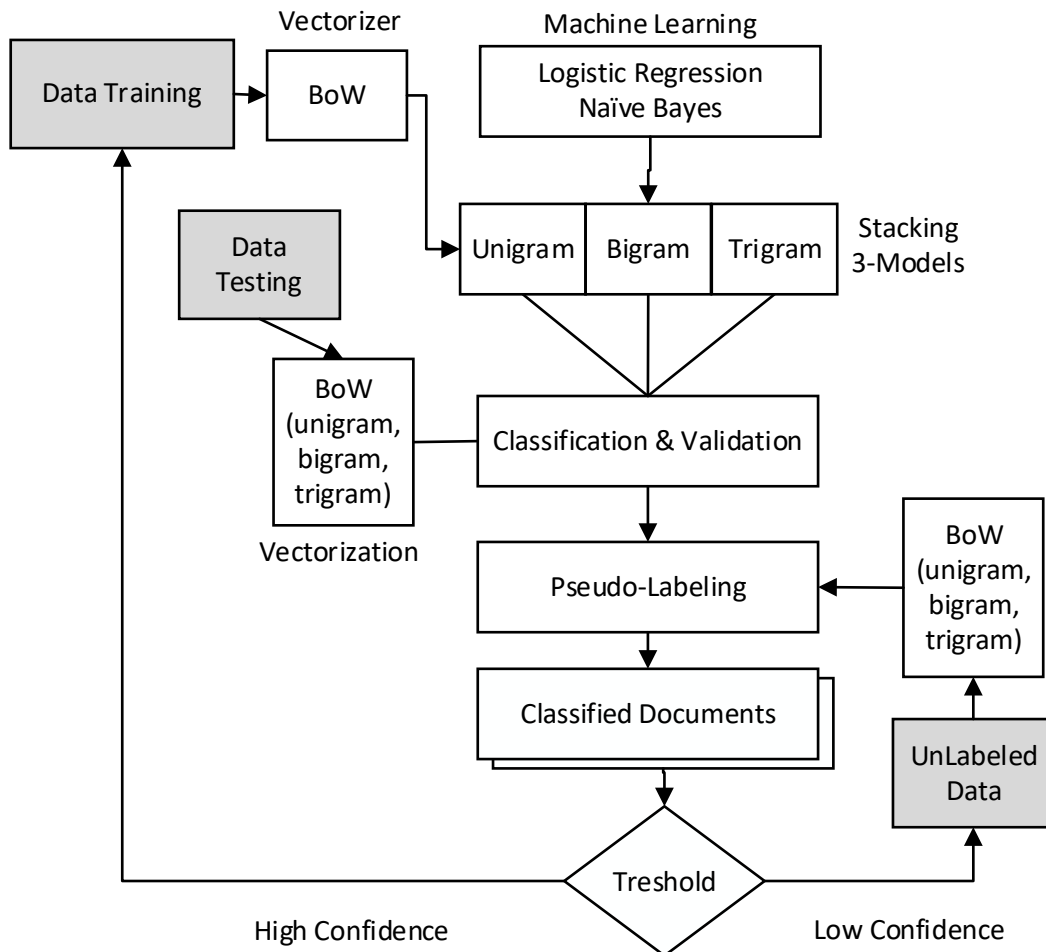 Vectorizer
Machine Learning
Data Training
BoW
Logistic Regression
Naïve Bayes
Data
Testing
Unigram
Bigram
Trigram
Stacking
3-Models
BoW
(unigram,
bigram,
trigram)
Vectorization
Classification & Validation
Pseudo-Labeling
BoW
(unigram,
bigram,
trigram)
Classified Documents
UnLabeled
Data
Treshold
High Confidence
Low Confidence